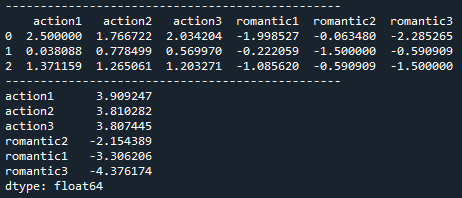 ------------------------------------------------
    action1   action2   action3  romantic1  romantic2  romantic3
0  2.500000  1.766722  2.034204  -1.998527  -0.063480  -2.285265
1  0.038088  0.778499  0.569970  -0.222059  -1.500000  -0.590909
2  1.371159  1.265061  1.203271  -1.085620  -0.590909  -1.500000
------------------------------------------------
action1      3.909247
action2      3.810282
action3      3.807445
romantic2   -2.154389
romantic1   -3.306206
romantic3   -4.376174
dtype: float64